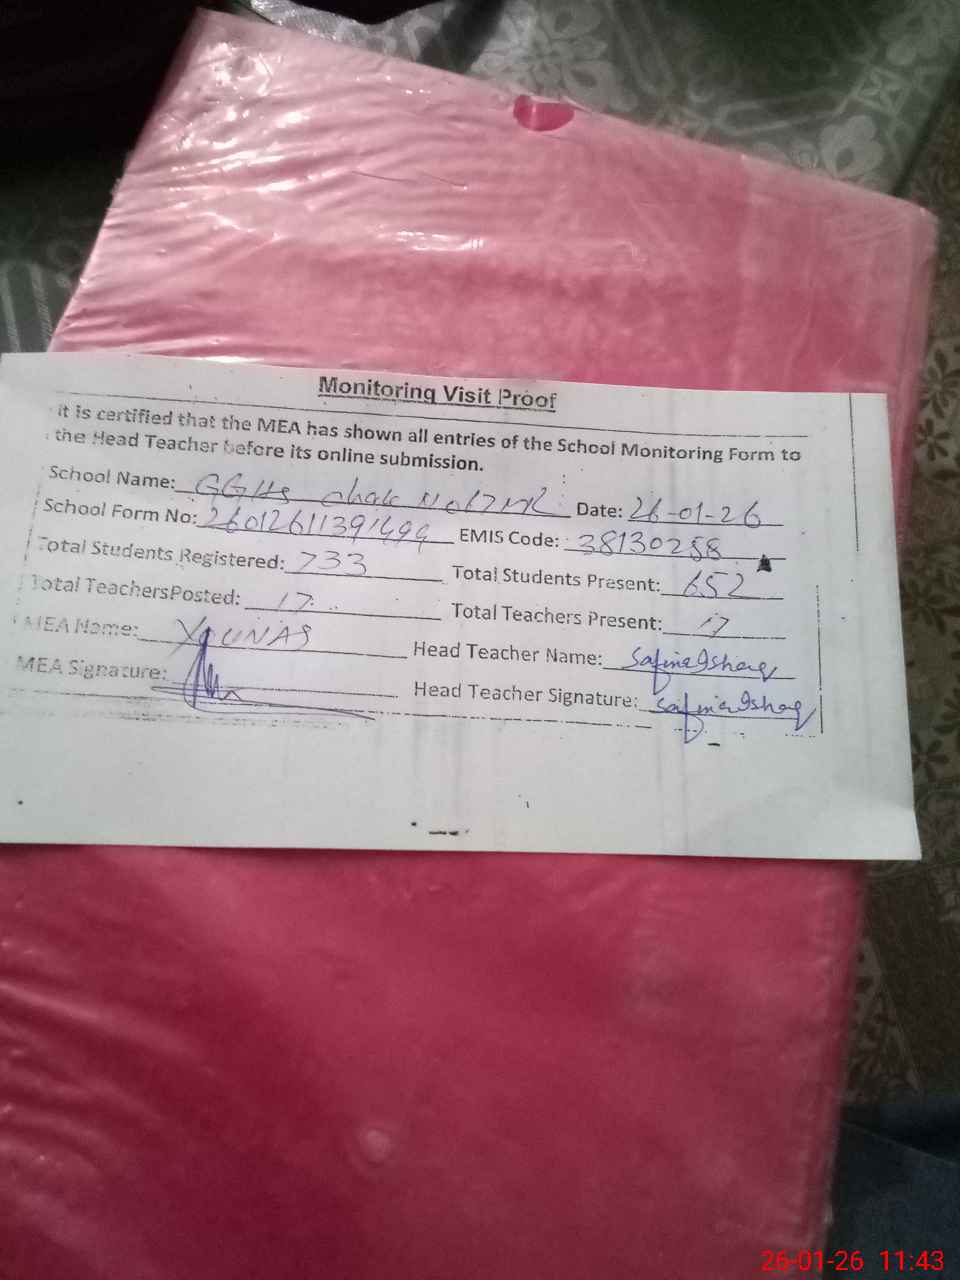 Monitoring Visit Proof
it is certified that the MEA has shown all entries of the School Monitoring Form to
the Head Teacher before its online submission.
School Name: GGHS chak No 17 Date: 26-01-26
School Form No: EMIS Code: 38130258
Total Students Registered: 733 Total Students Present: 652
Total TeachersPosted: 17 Total Teachers Present: 17
MEA Name: YOUNAS Head Teacher Name: Safina Ishaq
MEA Signature: Head Teacher Signature: Safina Ishaq
26-01-26 11:43